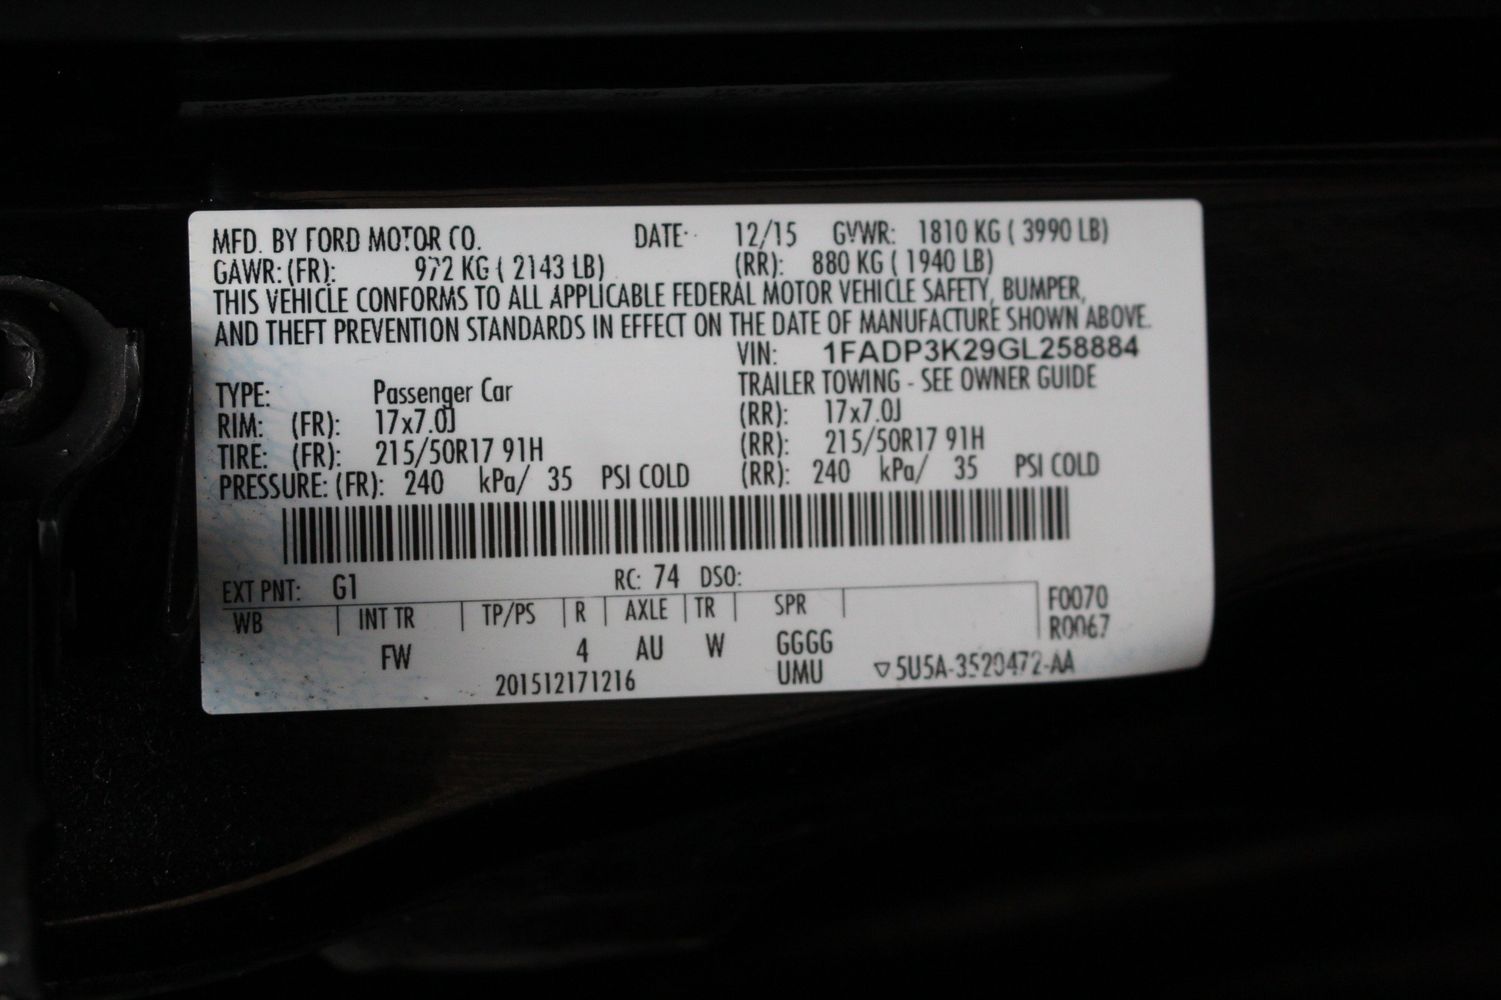 MFD. BY FORD MOTOR CO. DATE: 12/15 GVWR: 1810 KG ( 3990 LB)
GAWR: (FR): 972 KG ( 2143 LB) (RR): 880 KG ( 1940 LB)
THIS VEHICLE CONFORMS TO ALL APPLICABLE FEDERAL MOTOR VEHICLE SAFETY, BUMPER,
AND THEFT PREVENTION STANDARDS IN EFFECT ON THE DATE OF MANUFACTURE SHOWN ABOVE.
VIN: 1FADP3K29GL258884
TYPE: Passenger Car TRAILER TOWING - SEE OWNER GUIDE
RIM: (FR): 17x7.0J (RR): 17x7.0J
TIRE: (FR): 215/50R17 91H (RR): 215/50R17 91H
PRESSURE: (FR): 240 kPa/ 35 PSI COLD (RR): 240 kPa/ 35 PSI COLD
EXT PNT: G1 RC: 74 DSO:
WB | INT TR | TP/PS | R | AXLE | TR | SPR | F0070
R0067
FW 4 AU W GGGG
201512171216 UMU ▽5U5A-3520472-AA